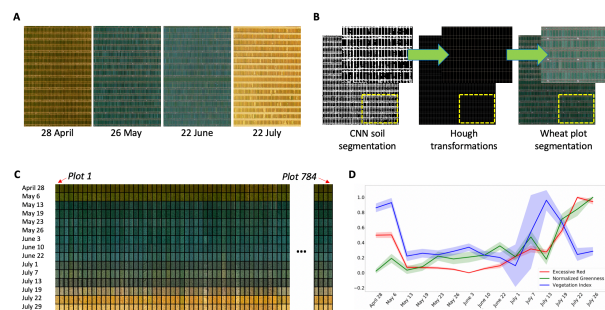 A
28 April
26 May
22 June
22 July
B
CNN soil
segmentation
Hough
transformations
Wheat plot
segmentation
C
Plot 1
Plot 784
April 28
May 6
May 13
May 19
May 23
May 26
June 3
June 10
June 22
July 1
July 7
July 13
July 19
July 22
July 29
...
D
1.0
0.8
0.6
0.4
0.2
0.0
−0.2
Excessive Red
Normalized Greenness
Vegetation Index
April 28
May 6
May 13
May 19
May 23
May 26
June 3
June 10
June 22
July 1
July 7
July 13
July 19
July 22
July 28